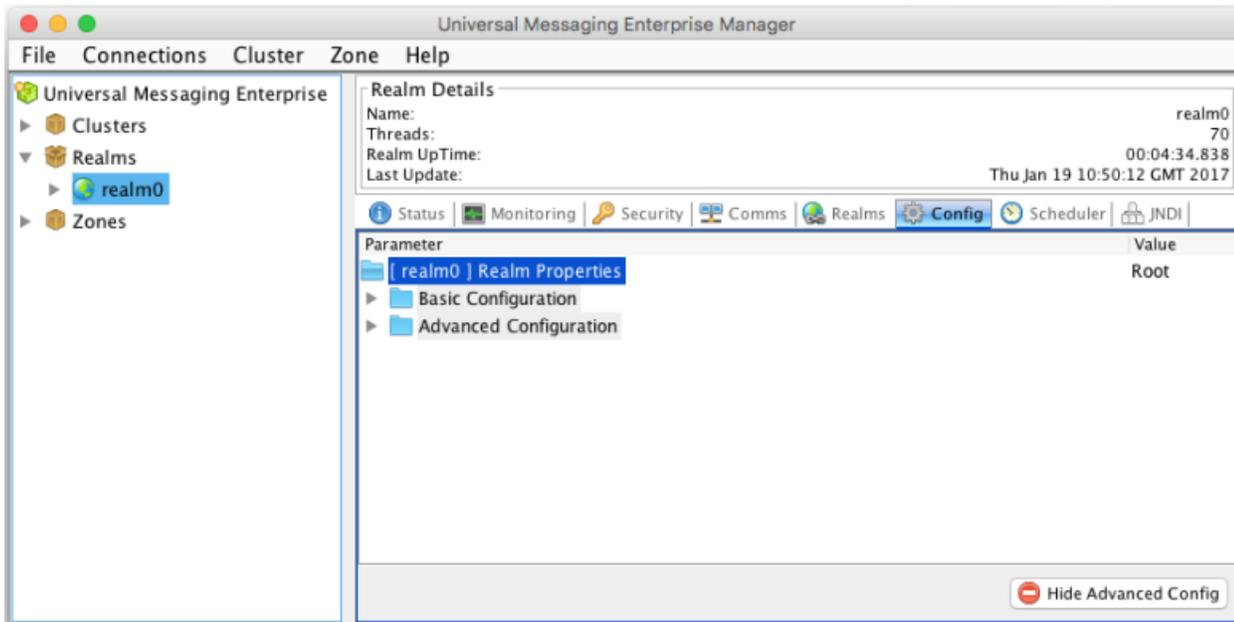 Universal Messaging Enterprise Manager
File Connections Cluster Zone Help
Universal Messaging Enterprise
Clusters
Realms
realm0
Zones
Realm Details
Name: realm0
Threads: 70
Realm UpTime: 00:04:34.838
Last Update: Thu Jan 19 10:50:12 GMT 2017
Status Monitoring Security Comms Realms Config Scheduler JNDI
Parameter Value
[ realm0 ] Realm Properties Root
Basic Configuration
Advanced Configuration
Hide Advanced Config